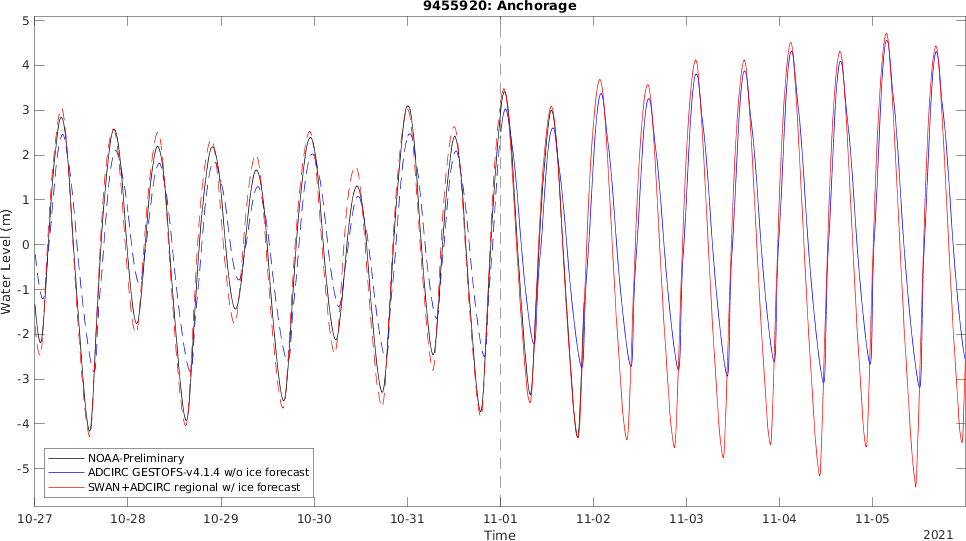 9455920: Anchorage
5
4
3
2
1
0
-1
-2
-3
-4
-5
Water Level (m)
NOAA-Preliminary
ADCIRC GESTOFS-v4.1.4 w/o ice forecast
SWAN+ADCIRC regional w/ ice forecast
10-27 10-28 10-29 10-30 10-31 11-01 11-02 11-03 11-04 11-05
Time
2021